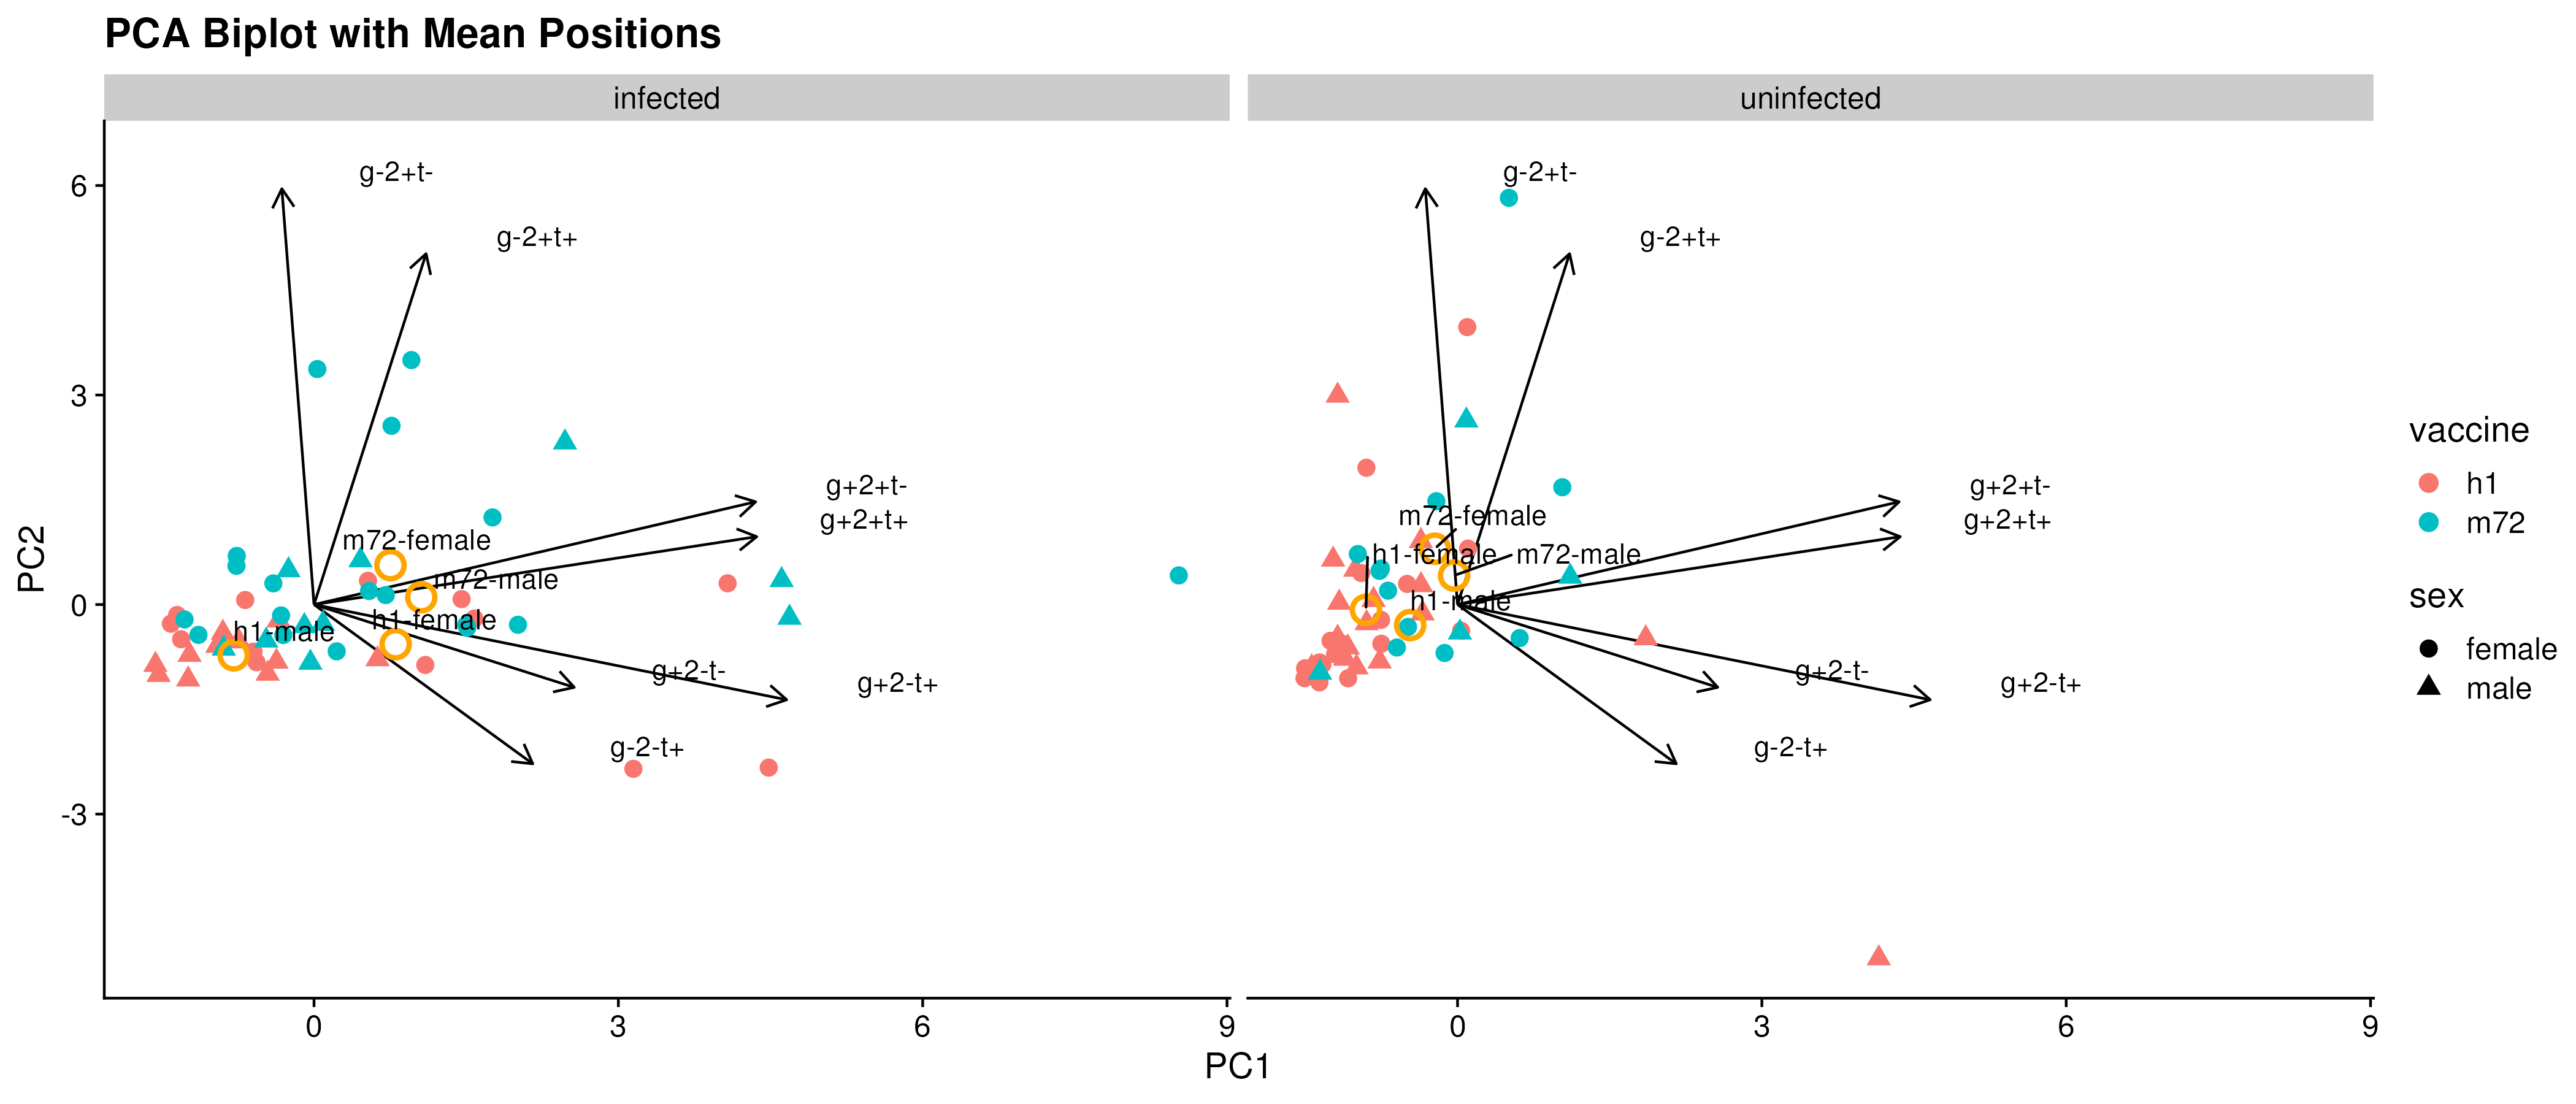 PCA Biplot with Mean Positions
infected
uninfected
PC2
6
3
0
-3
g-2+t-
g-2+t+
g+2+t-
g+2+t+
m72-female
m72-male
h1-female
h1-male
g+2-t-
g+2-t+
g-2-t+
g-2+t-
g-2+t+
g+2+t-
g+2+t+
m72-female
h1-female
m72-male
h1-male
g+2-t-
g+2-t+
g-2-t+
0
3
6
9
0
3
6
9
PC1
vaccine
h1
m72
sex
female
male